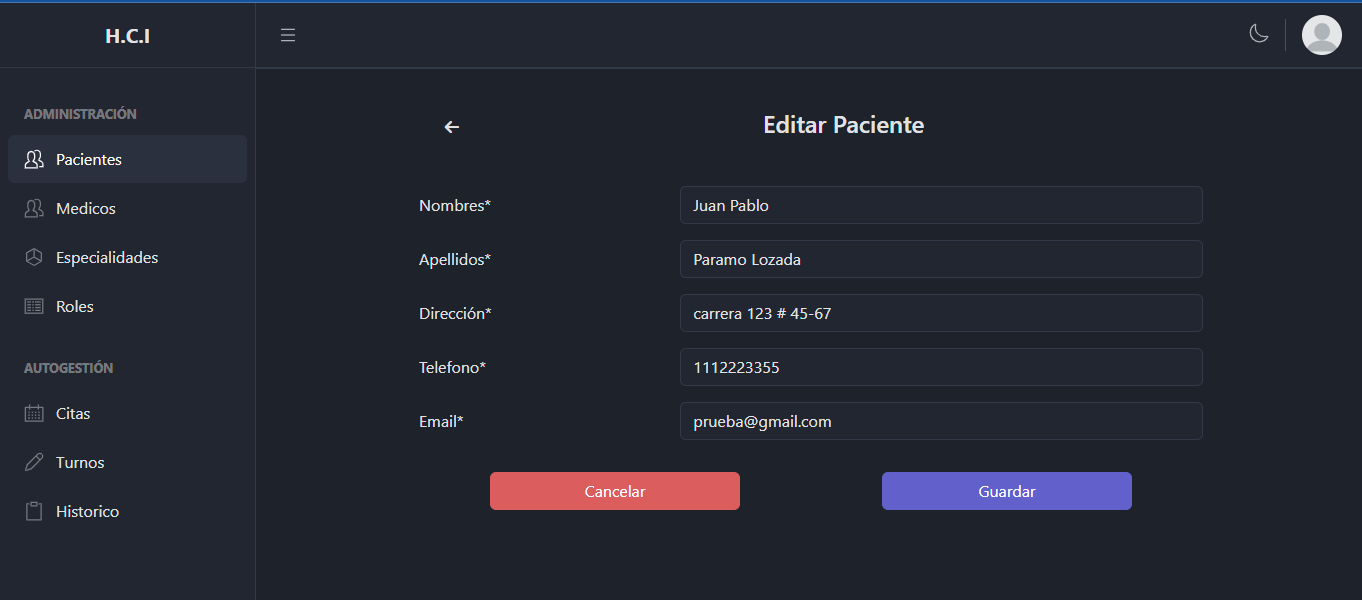 H.C.I
ADMINISTRACIÓN
Pacientes
Medicos
Especialidades
Roles
AUTOGESTIÓN
Citas
Turnos
Historico
Editar Paciente
Nombres* Juan Pablo
Apellidos* Paramo Lozada
Dirección* carrera 123 # 45-67
Telefono* 1112223355
Email* prueba@gmail.com
Cancelar Guardar